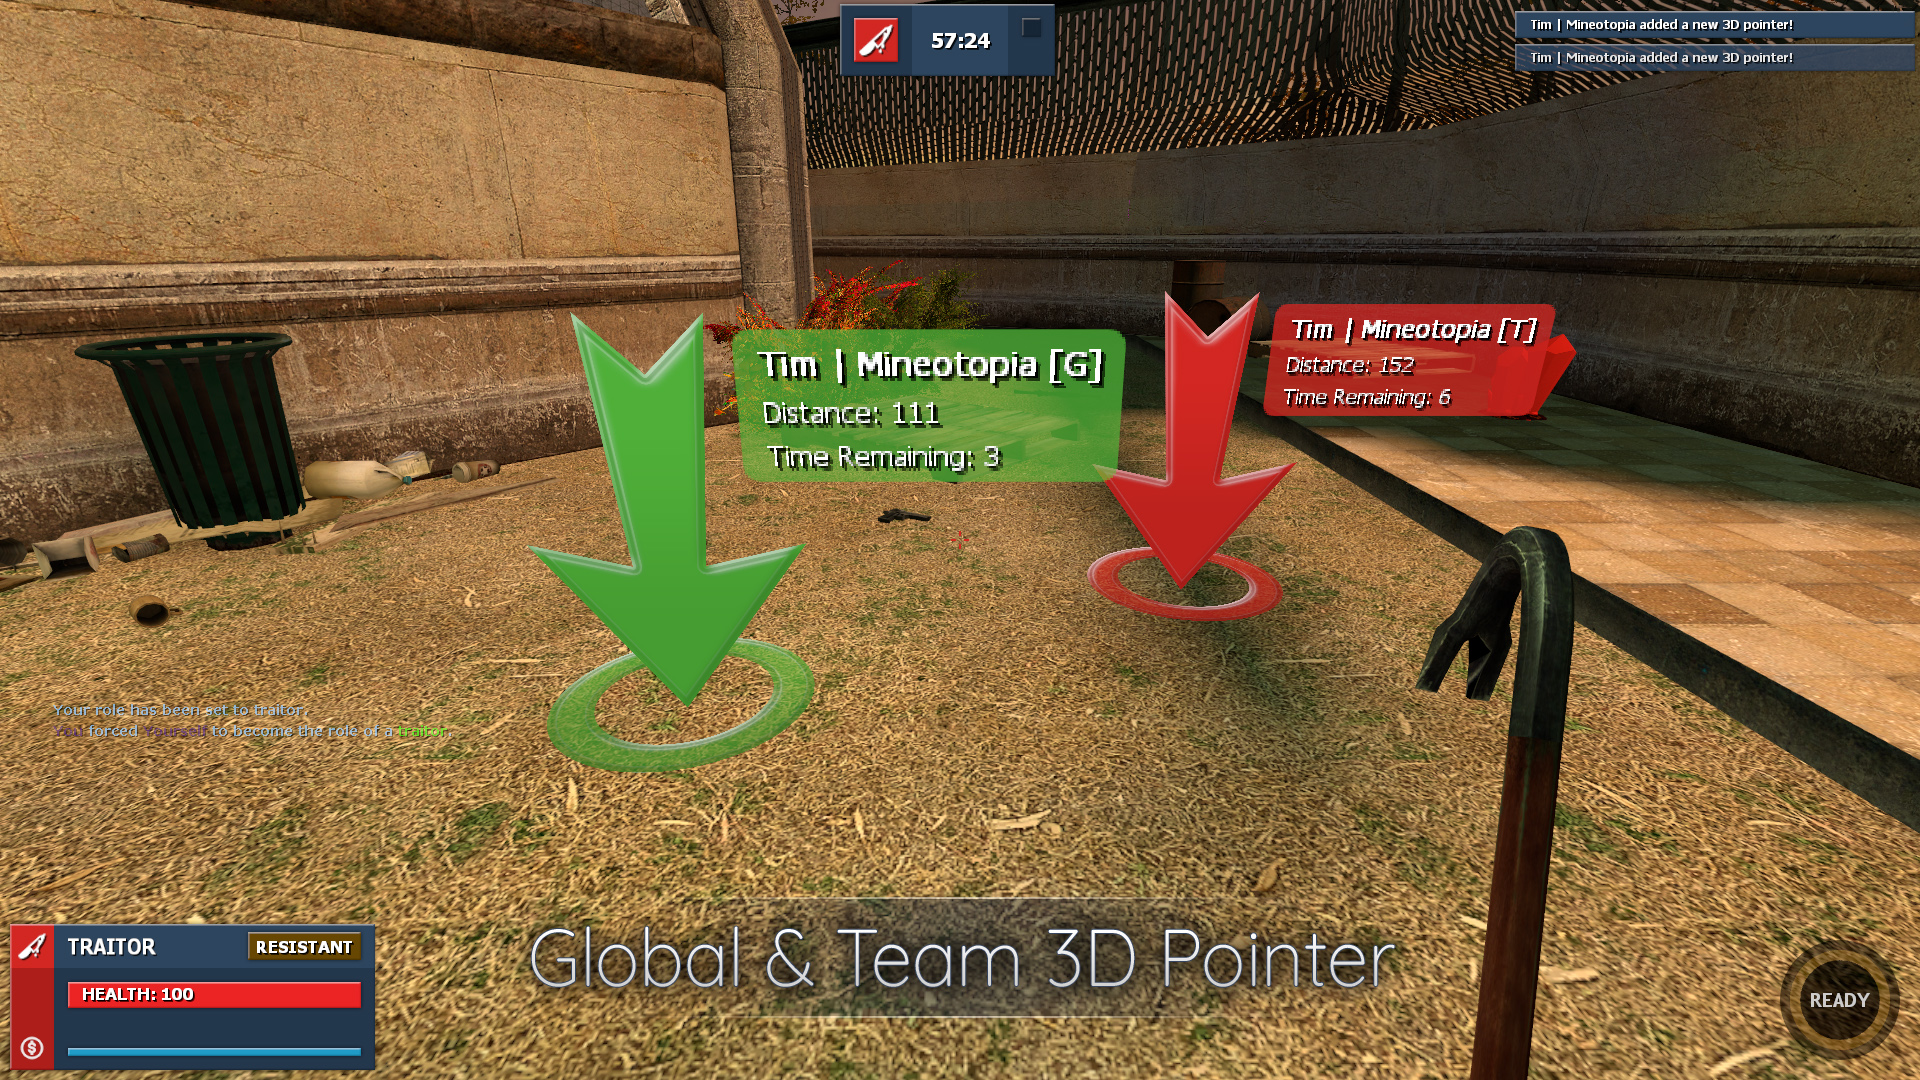 57:24
Tim | Mineotopia added a new 3D pointer!
Tim | Mineotopia added a new 3D pointer!
Tim | Mineotopia [T]
Distance: 152
Time Remaining: 6
Tim | Mineotopia [G]
Distance: 111
Time Remaining: 3
Your role has been set to traitor.
You forced Yourself to become the role of a traitor.
Global & Team 3D Pointer
TRAITOR
RESISTANT
HEALTH: 100
READY